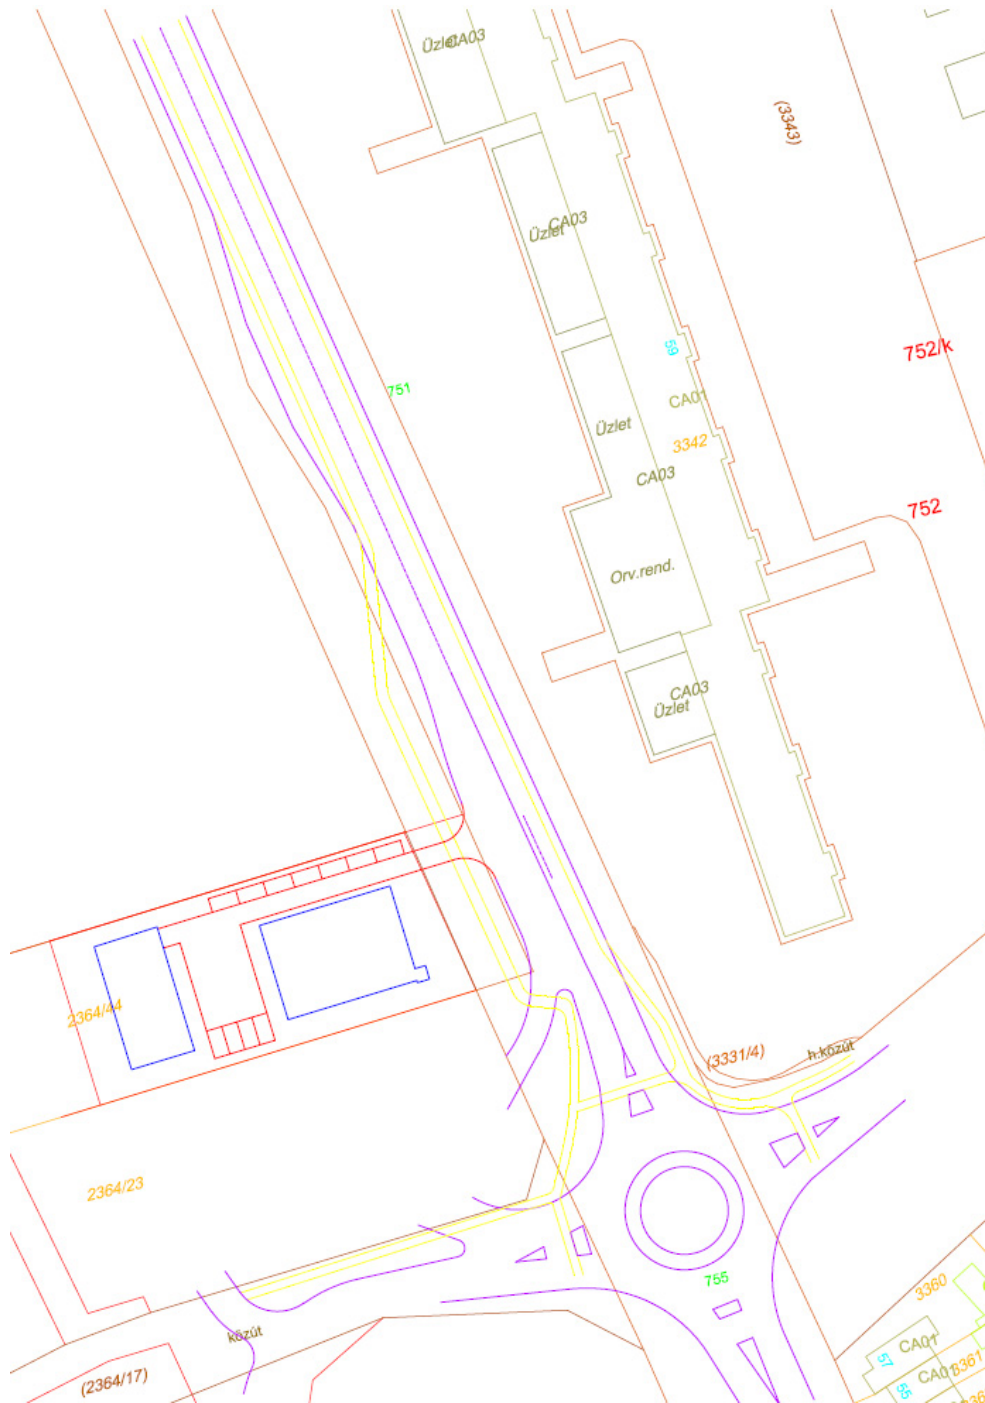 Üzlet
CA03
(3343)
CA03
Üzlet
59
752/k
751
CA01
Üzlet
3342
CA03
752
Orv.rend.
CA03
Üzlet
2364/44
(3331/4)
h.közút
2364/23
755
3360
közút
CA01
57
3361
CA01
55
(2364/17)